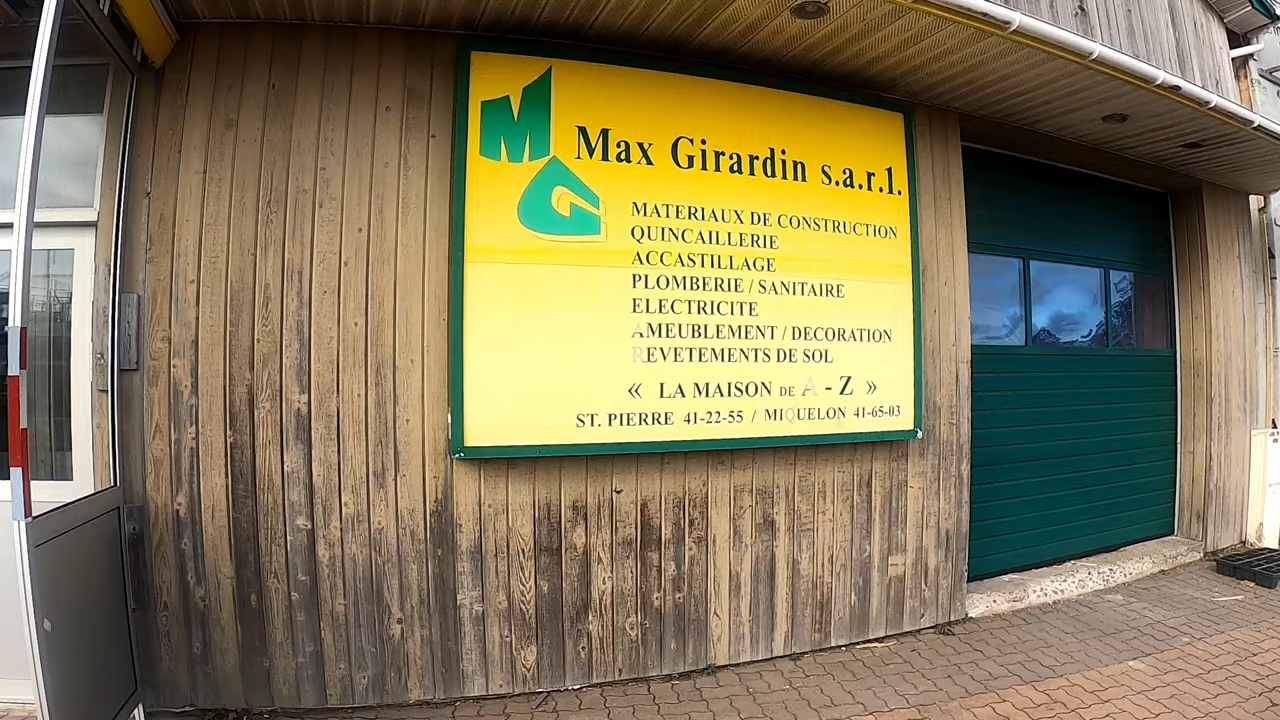 MG
Max Girardin s.a.r.l.
MATERIAUX DE CONSTRUCTION
QUINCAILLERIE
ACCASTILLAGE
PLOMBERIE / SANITAIRE
ELECTRICITE
AMEUBLEMENT / DECORATION
REVETEMENTS DE SOL
« LA MAISON DE A - Z »
ST. PIERRE 41-22-55 / MIQUELON 41-65-03